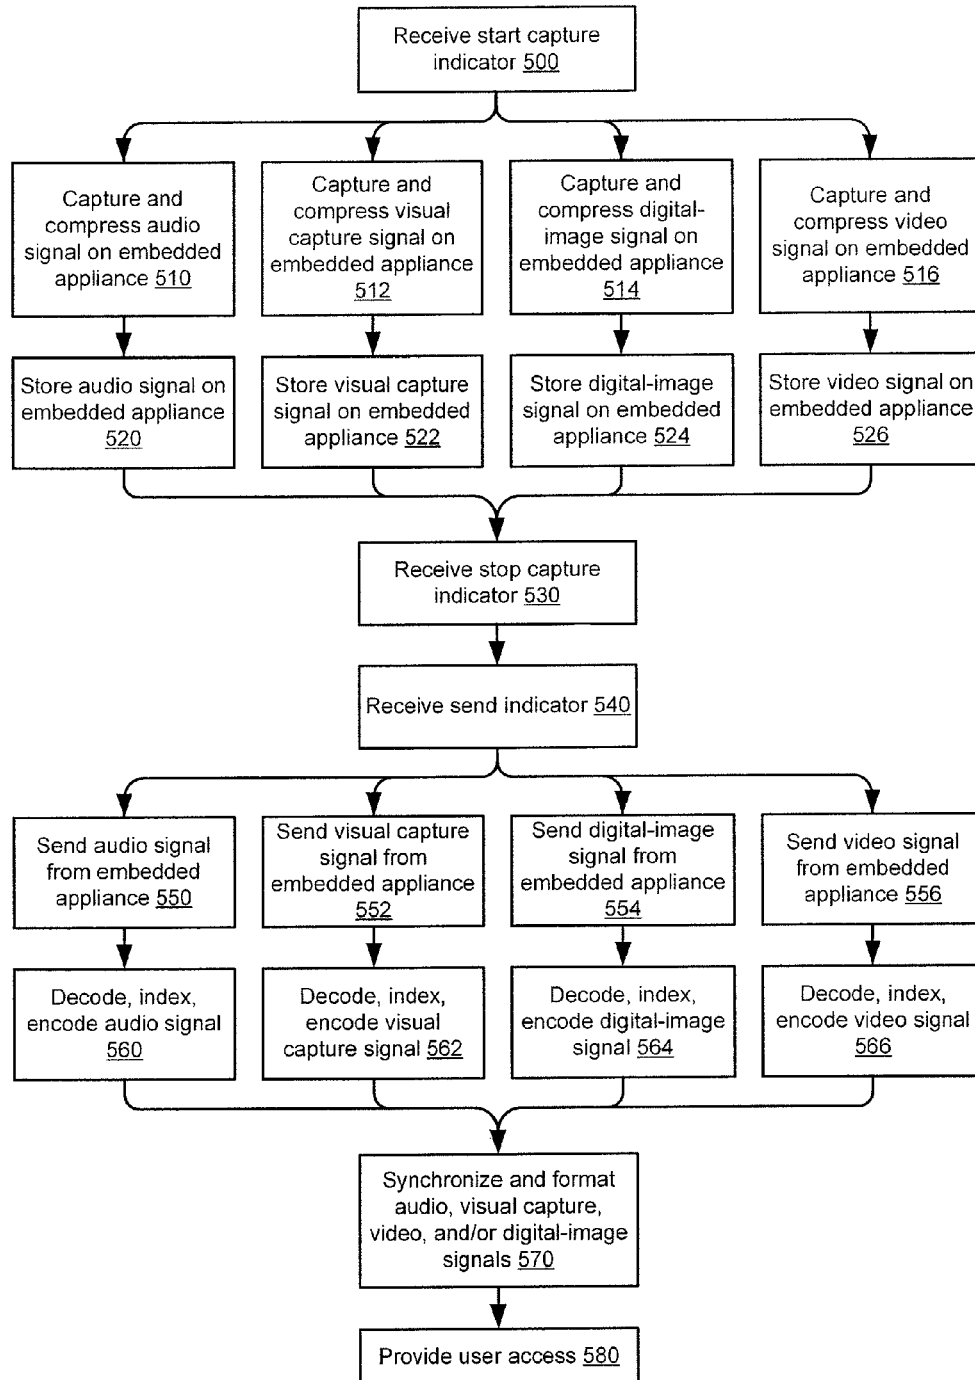 Receive start capture
indicator 500
Capture and
compress audio
signal on embedded
appliance 510
Capture and
compress visual
capture signal on
embedded appliance
512
Capture and
compress digital-
image signal on
embedded appliance
514
Capture and
compress video
signal on embedded
appliance 516
Store audio signal on
embedded appliance
520
Store visual capture
signal on embedded
appliance 522
Store digital-image
signal on embedded
appliance 524
Store video signal on
embedded appliance
526
Receive stop capture
indicator 530
Receive send indicator 540
Send audio signal
from embedded
appliance 550
Send visual capture
signal from
embedded appliance
552
Send digital-image
signal from
embedded appliance
554
Send video signal
from embedded
appliance 556
Decode, index,
encode audio signal
560
Decode, index,
encode visual
capture signal 562
Decode, index,
encode digital-image
signal 564
Decode, index,
encode video signal
566
Synchronize and format
audio, visual capture,
video, and/or digital-image
signals 570
Provide user access 580